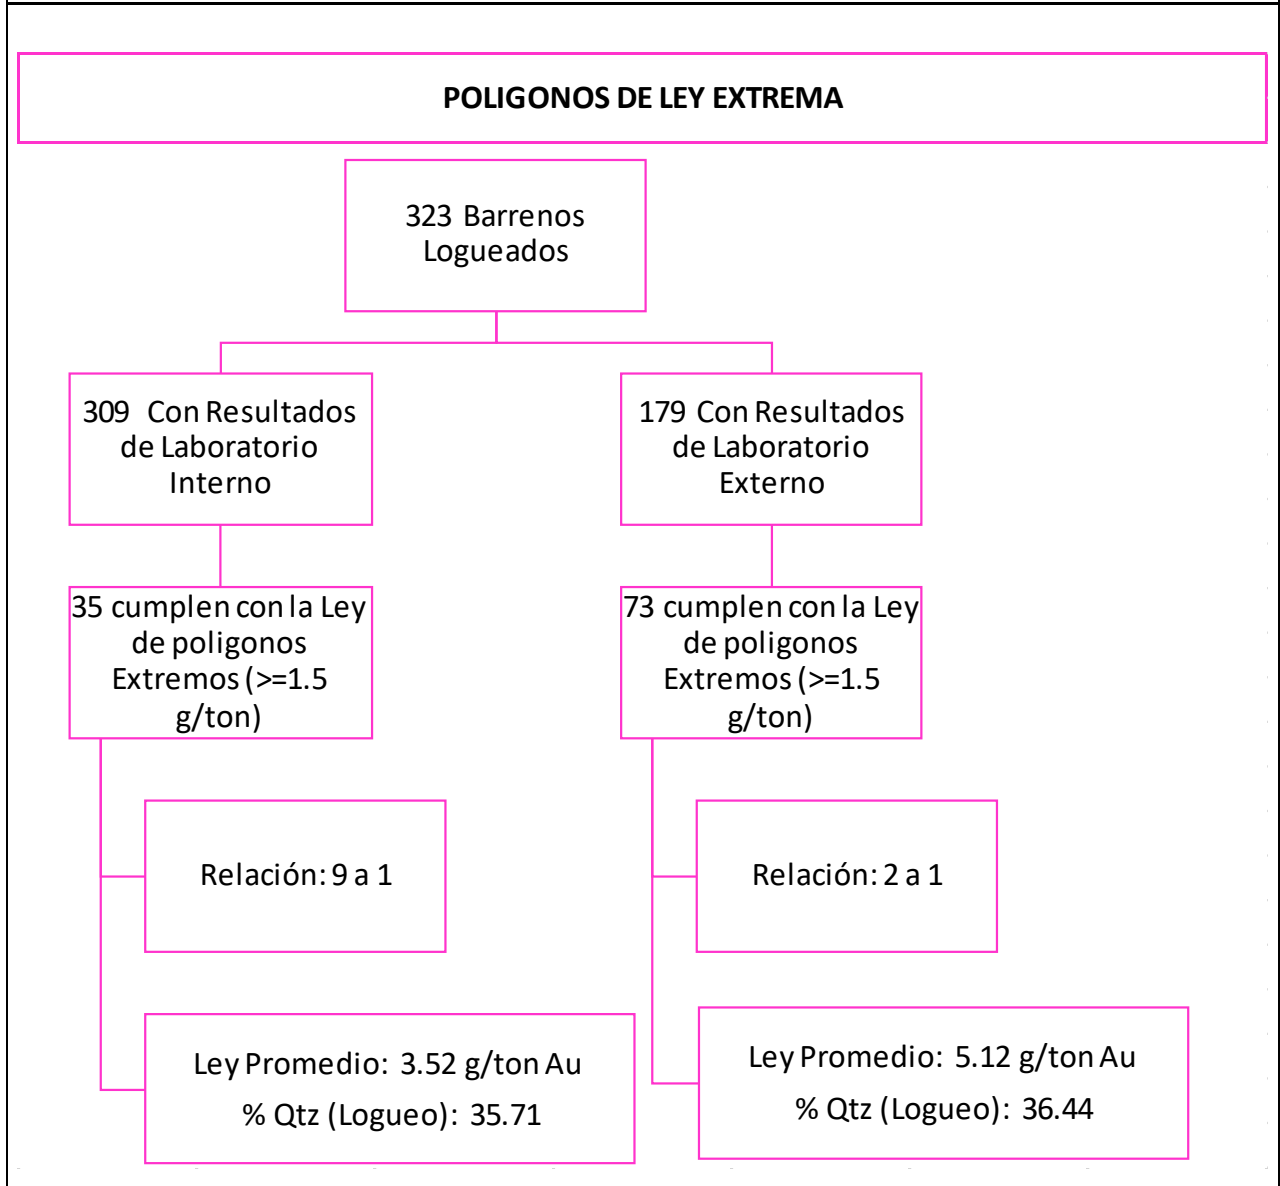 POLIGONOS DE LEY EXTREMA
323 Barrenos
Logueados
309 Con Resultados
de Laboratorio
Interno
179 Con Resultados
de Laboratorio
Externo
35 cumplen con la Ley
de poligonos
Extremos (>=1.5
g/ton)
73 cumplen con la Ley
de poligonos
Extremos (>=1.5
g/ton)
Relación: 9 a 1
Relación: 2 a 1
Ley Promedio: 3.52 g/ton Au
% Qtz (Logueo): 35.71
Ley Promedio: 5.12 g/ton Au
% Qtz (Logueo): 36.44